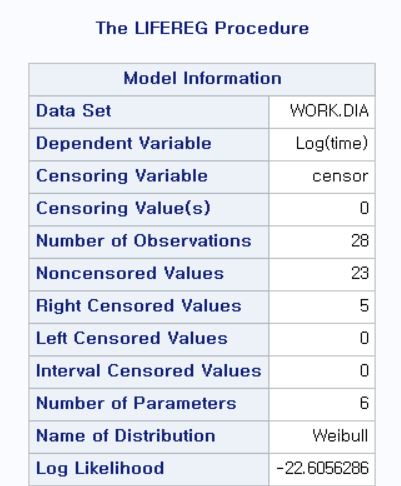 The LIFEREG Procedure
Model Information
Data Set WORK.DIA
Dependent Variable Log(time)
Censoring Variable censor
Censoring Value(s) 0
Number of Observations 28
Noncensored Values 23
Right Censored Values 5
Left Censored Values 0
Interval Censored Values 0
Number of Parameters 6
Name of Distribution Weibull
Log Likelihood -22.6056286